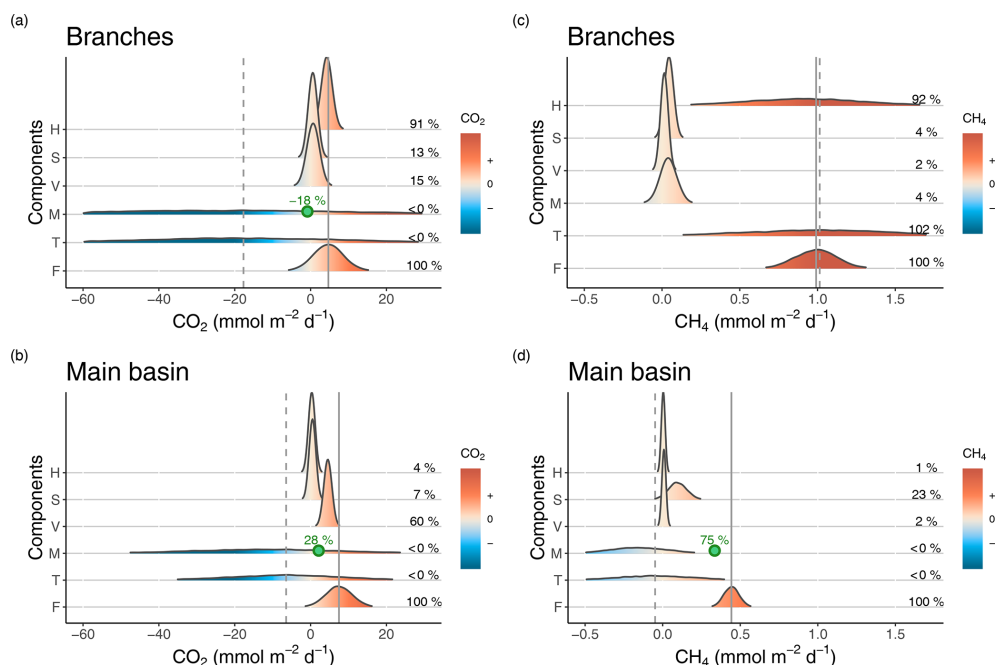 (a)
Branches
Components
H
S
V
M
T
F
91 %
13 %
15 %
−18 %
<0 %
<0 %
100 %
−60
−40
−20
0
20
CO₂ (mmol m⁻² d⁻¹)
CO₂
+
0
−
(c)
Branches
Components
H
S
V
M
T
F
92 %
4 %
2 %
4 %
102 %
100 %
−0.5
0.0
0.5
1.0
1.5
CH₄ (mmol m⁻² d⁻¹)
CH₄
+
0
−
(b)
Main basin
Components
H
S
V
M
T
F
4 %
7 %
60 %
28 %
<0 %
<0 %
100 %
−60
−40
−20
0
20
CO₂ (mmol m⁻² d⁻¹)
CO₂
+
0
−
(d)
Main basin
Components
H
S
V
M
T
F
1 %
23 %
2 %
75 %
<0 %
<0 %
100 %
−0.5
0.0
0.5
1.0
1.5
CH₄ (mmol m⁻² d⁻¹)
CH₄
+
0
−